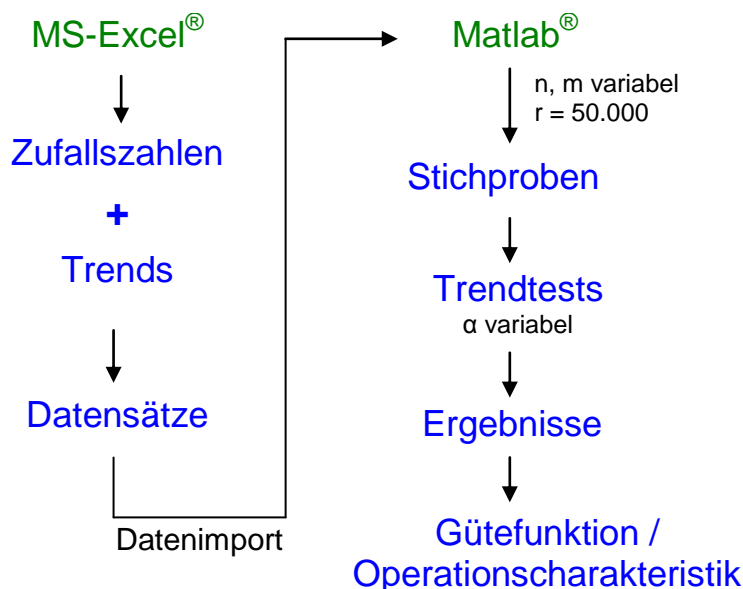 MS-Excel®
Zufallszahlen
+
Trends
Datensätze
Datenimport
Matlab®
n, m variabel
r = 50.000
Stichproben
Trendtests
α variabel
Ergebnisse
Gütefunktion /
Operationscharakteristik